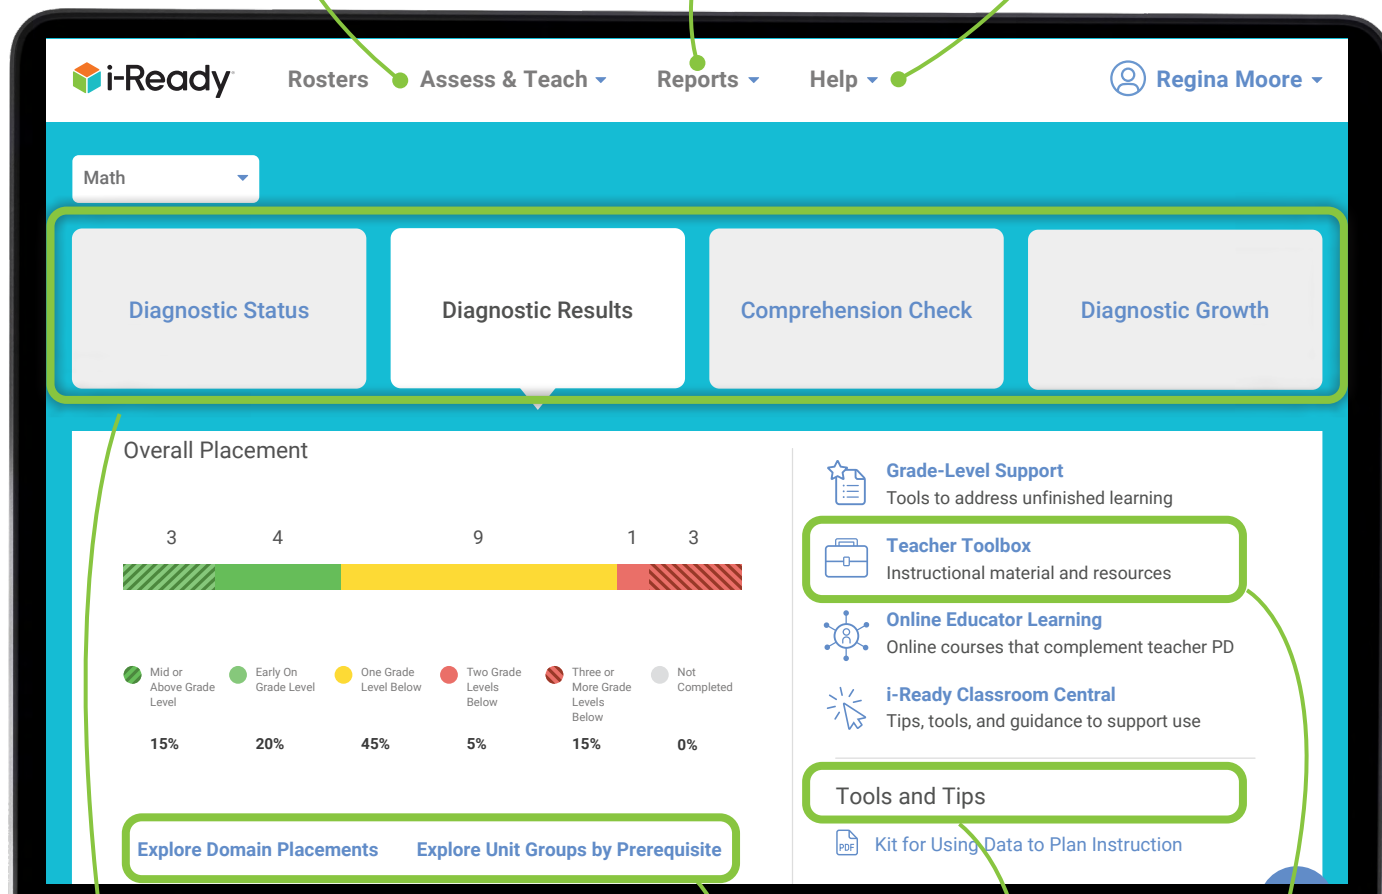 i-Ready
Rosters
Assess & Teach
Reports
Help
Regina Moore
Math
Diagnostic Status
Diagnostic Results
Comprehension Check
Diagnostic Growth
Overall Placement
3 4 9 1 3
Mid or
Above Grade
Level
15%
Early On
Grade Level
20%
One Grade
Level Below
45%
Two Grade
Levels
Below
5%
Three or
More Grade
Levels
Below
15%
Not
Completed
0%
Explore Domain Placements
Explore Unit Groups by Prerequisite
Grade-Level Support
Tools to address unfinished learning
Teacher Toolbox
Instructional material and resources
Online Educator Learning
Online courses that complement teacher PD
i-Ready Classroom Central
Tips, tools, and guidance to support use
Tools and Tips
PDF
Kit for Using Data to Plan Instruction